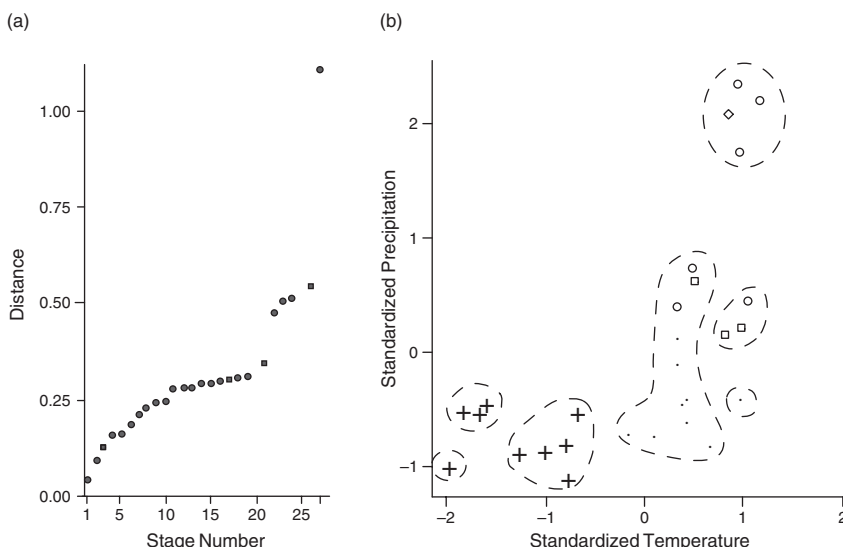 (a)
(b)
1.00
0.75
0.50
0.25
0.00
Distance
1 5 10 15 20 25
Stage Number
2
1
0
−1
Standardized Precipitation
−2 −1 0 1 2
Standardized Temperature